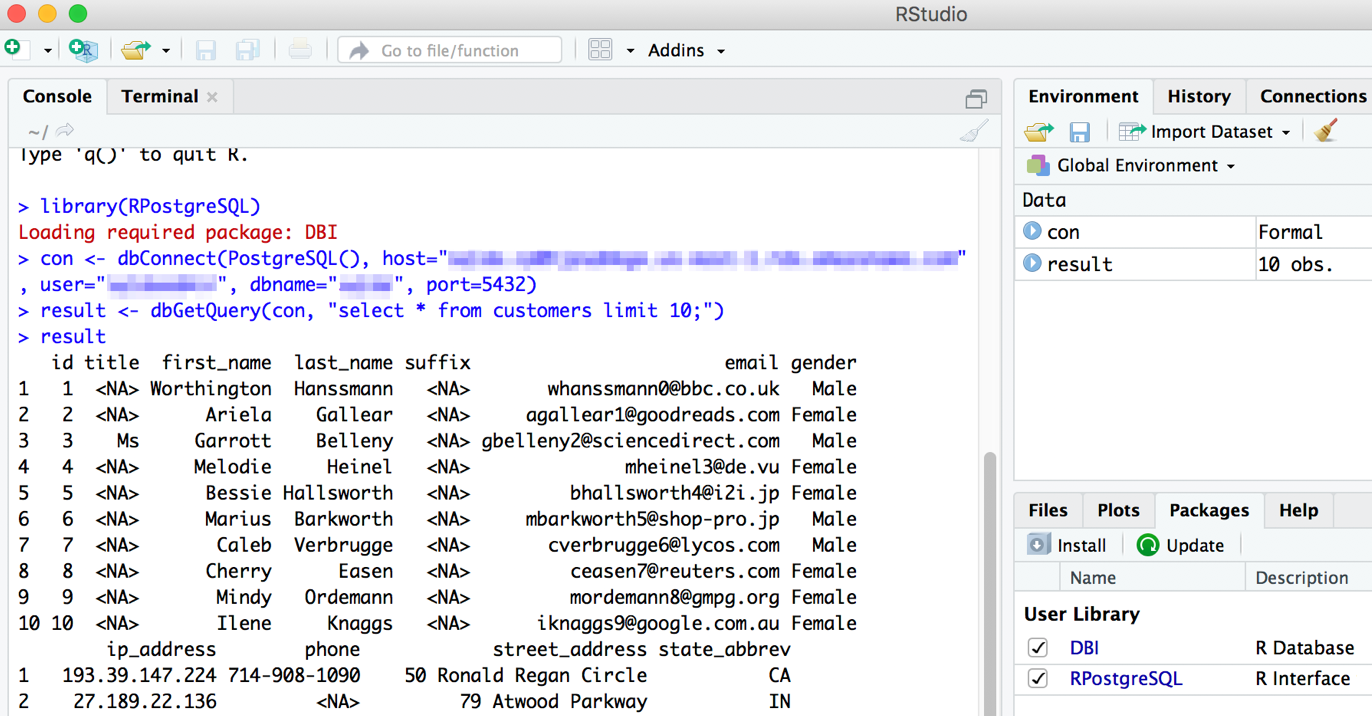 RStudio
Go to file/function
Addins
Console Terminal
~/
Type 'q()' to quit R.
> library(RPostgreSQL)
Loading required package: DBI
> con <- dbConnect(PostgreSQL(), host=""
, user="", dbname="", port=5432)
> result <- dbGetQuery(con, "select * from customers limit 10;")
> result
id title first_name last_name suffix email gender
1 1 <NA> Worthington Hanssmann <NA> whanssmann0@bbc.co.uk Male
2 2 <NA> Ariela Gallear <NA> agallear1@goodreads.com Female
3 3 Ms Garrott Belleny <NA> gbelleny2@sciencedirect.com Male
4 4 <NA> Melodie Heinel <NA> mheinel3@de.vu Female
5 5 <NA> Bessie Hallsworth <NA> bhallsworth4@i2i.jp Female
6 6 <NA> Marius Barkworth <NA> mbarkworth5@shop-pro.jp Male
7 7 <NA> Caleb Verbrugge <NA> cverbrugge6@lycos.com Male
8 8 <NA> Cherry Easen <NA> ceasen7@reuters.com Female
9 9 <NA> Mindy Ordemann <NA> mordemann8@gmpg.org Female
10 10 <NA> Ilene Knaggs <NA> iknaggs9@google.com.au Female
ip_address phone street_address state_abbrev
1 193.39.147.224 714-908-1090 50 Ronald Regan Circle CA
2 27.189.22.136 <NA> 79 Atwood Parkway IN
Environment History Connections
Import Dataset
Global Environment
Data
con Formal
result 10 obs.
Files Plots Packages Help
Install Update
Name Description
User Library
DBI R Database
RPostgreSQL R Interface